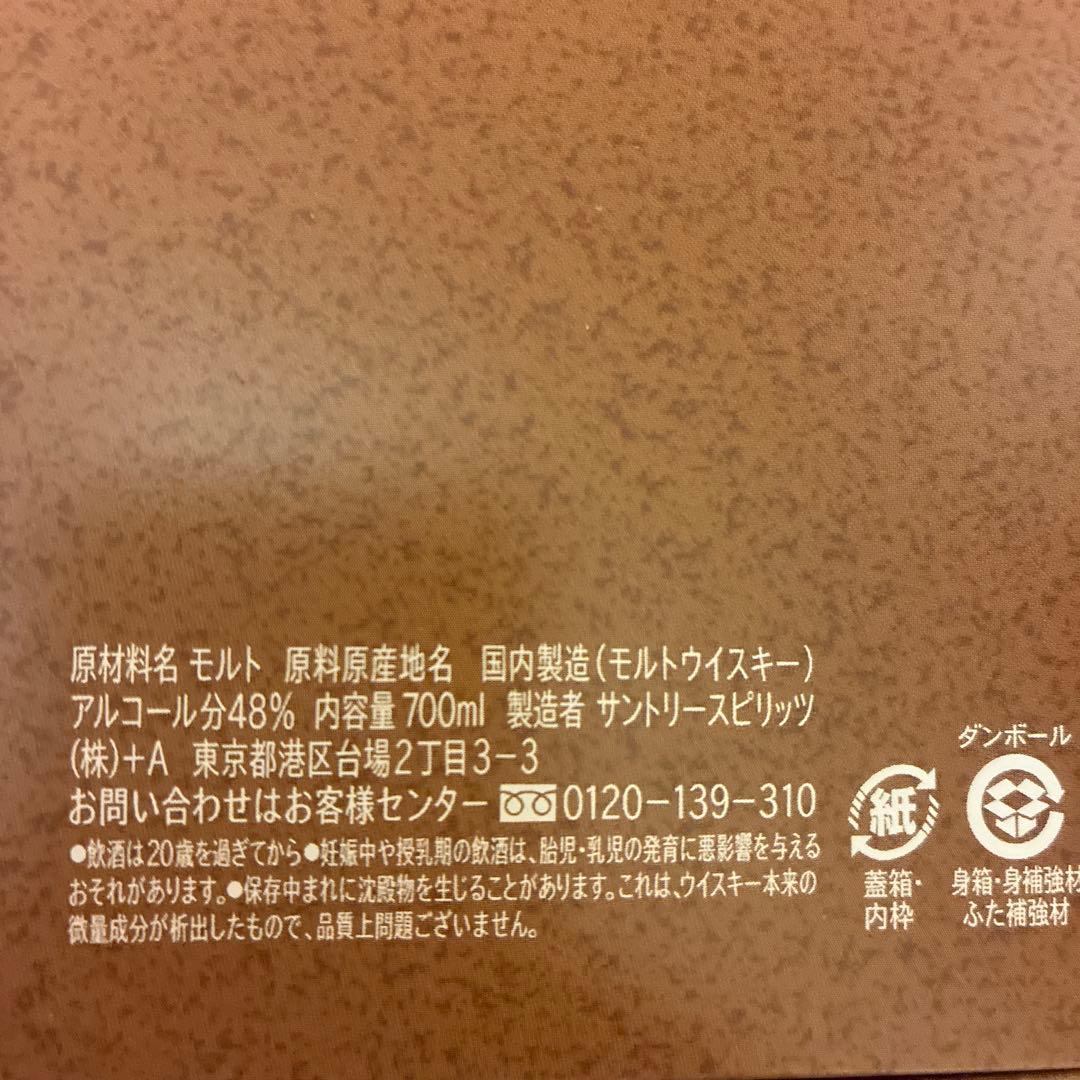 原材料名 モルト 原料原産地名 国内製造(モルトウイスキー)
アルコール分48% 内容量700ml 製造者 サントリースピリッツ
(株)+A 東京都港区台場2丁目3-3
お問い合わせはお客様センター 0120-139-310
●飲酒は20歳を過ぎてから●妊娠中や授乳期の飲酒は、胎児・乳児の発育に悪影響を与える
おそれがあります。●保存中まれに沈殿物を生じることがあります。これは、ウイスキー本来の
微量成分が析出したもので、品質上問題ございません。
紙
蓋箱・
内枠
ダンボール
身箱・身補強材
ふた補強材